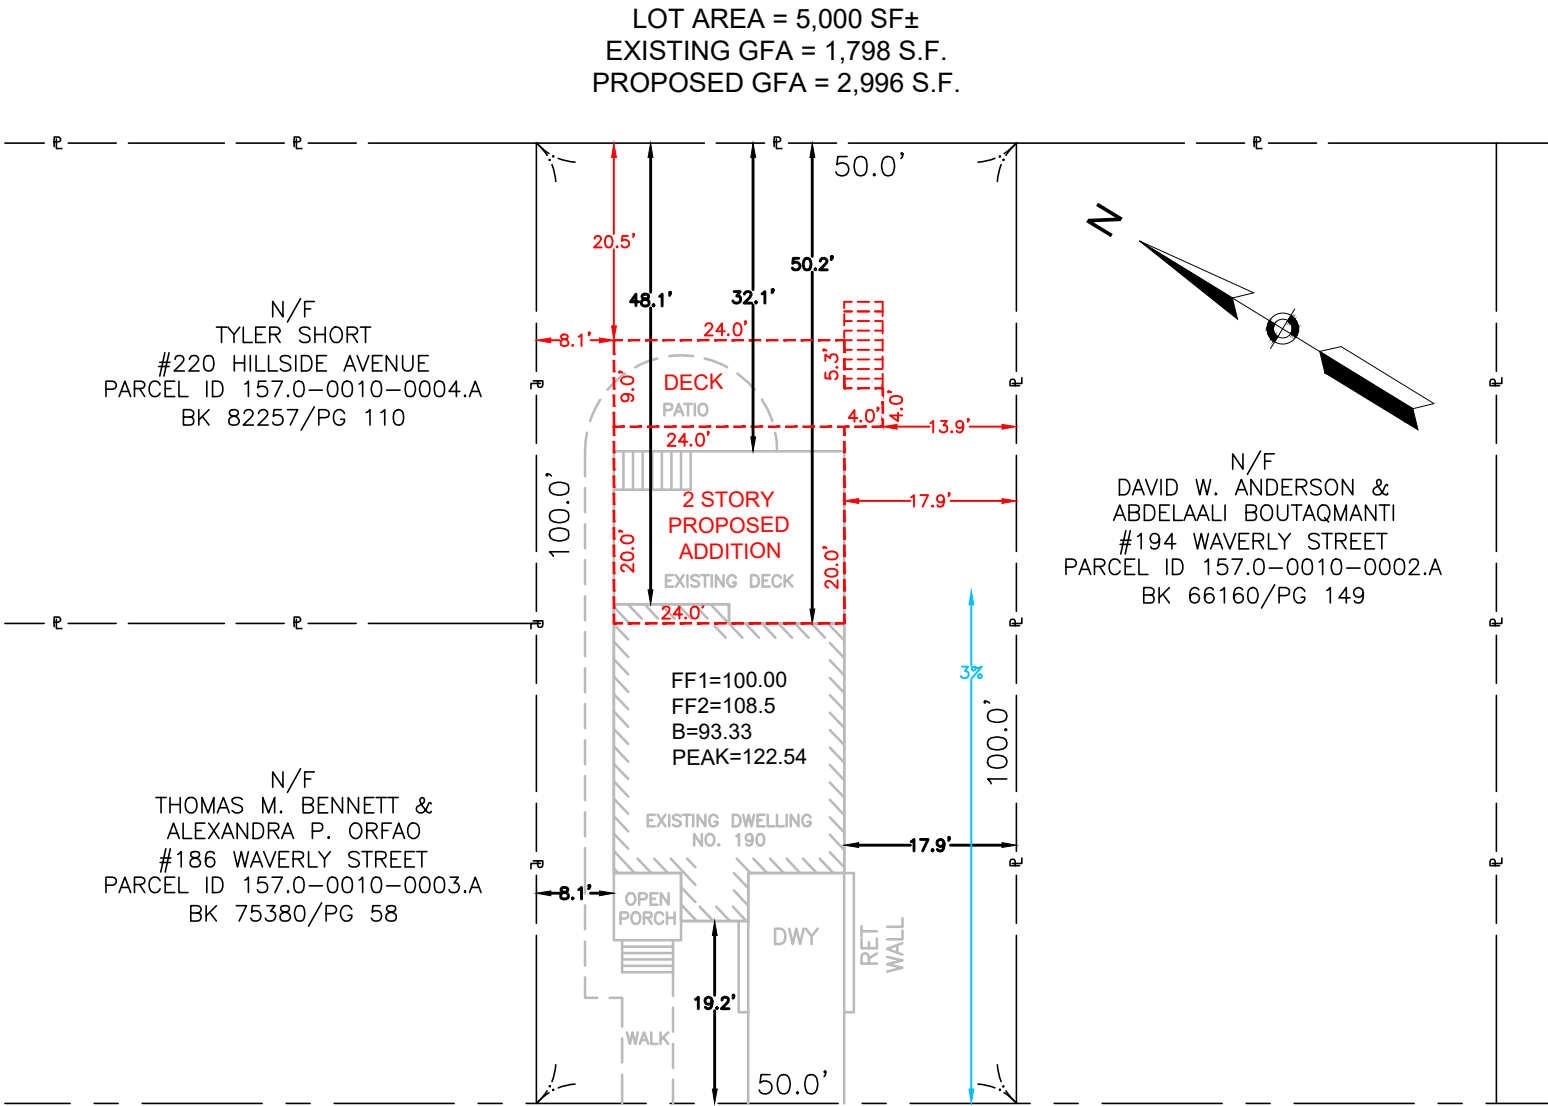 LOT AREA = 5,000 SF±
EXISTING GFA = 1,798 S.F.
PROPOSED GFA = 2,996 S.F.
50.0'
N
20.5'
50.2'
48.1'
32.1'
24.0'
8.1'
5.3'
9.0'
DECK
PATIO
4.0'
4.0'
13.9'
24.0'
N/F
TYLER SHORT
#220 HILLSIDE AVENUE
PARCEL ID 157.0-0010-0004.A
BK 82257/PG 110
100.0'
2 STORY
PROPOSED
ADDITION
17.9'
20.0'
20.0'
EXISTING DECK
24.0'
N/F
DAVID W. ANDERSON &
ABDELAALI BOUTAQMANTI
#194 WAVERLY STREET
PARCEL ID 157.0-0010-0002.A
BK 66160/PG 149
3%
FF1=100.00
FF2=108.5
B=93.33
PEAK=122.54
100.0'
N/F
THOMAS M. BENNETT &
ALEXANDRA P. ORFAO
#186 WAVERLY STREET
PARCEL ID 157.0-0010-0003.A
BK 75380/PG 58
EXISTING DWELLING
NO. 190
17.9'
8.1'
OPEN
PORCH
DWY
RET
WALL
19.2'
WALK
50.0'